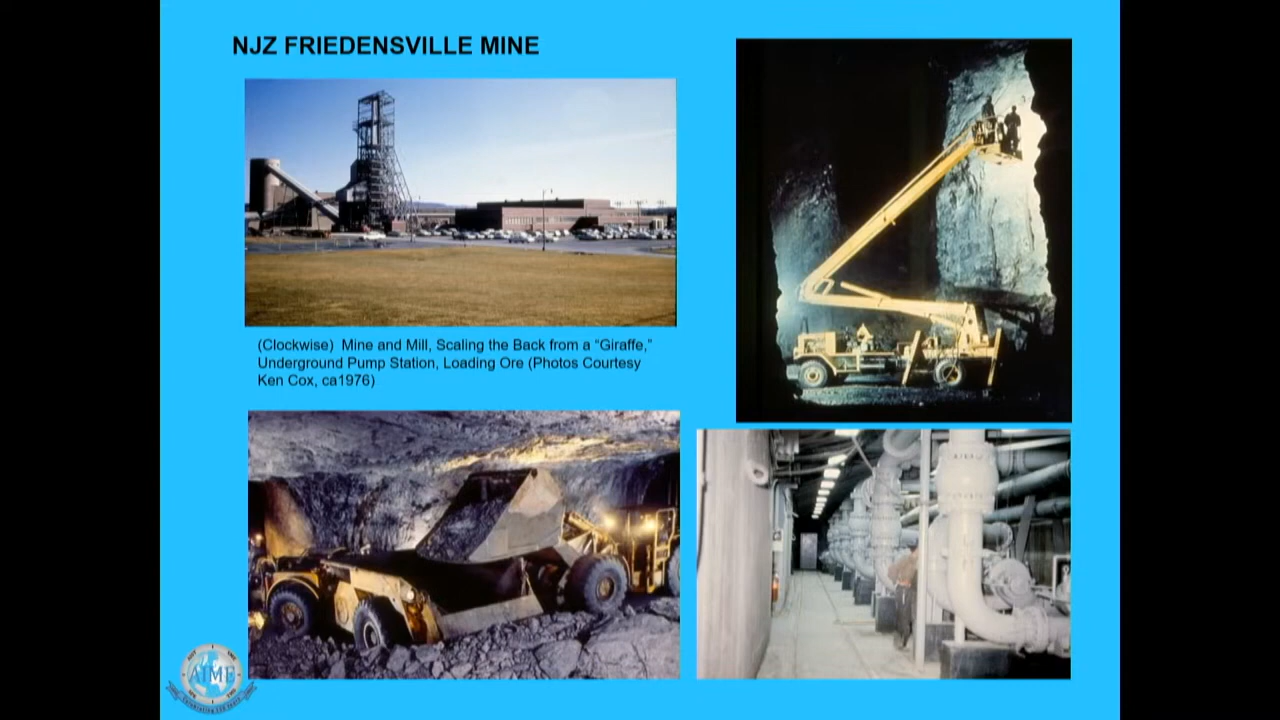 NJZ FRIEDENSVILLE MINE
(Clockwise)  Mine and Mill, Scaling the Back from a “Giraffe,”
Underground Pump Station, Loading Ore (Photos Courtesy
Ken Cox, ca1976)
AIME